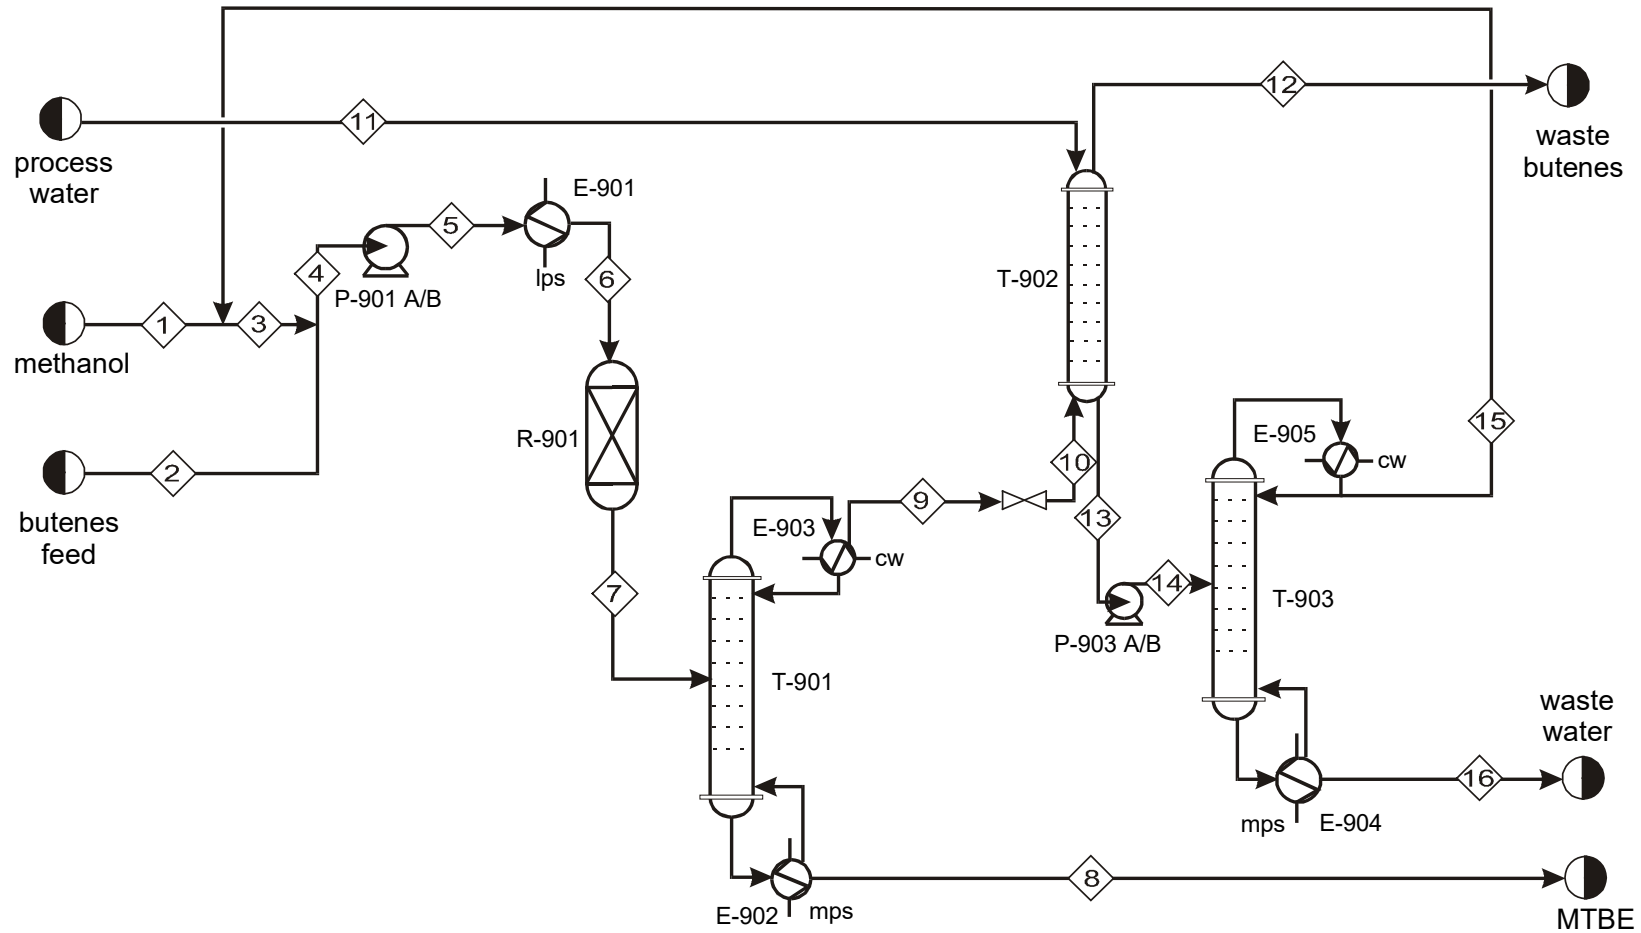 12
11
process
water
waste
butenes
E-901
5
lps
6
4
P-901 A/B
T-902
1
3
methanol
R-901
15
E-905
cw
10
2
9
13
butenes
feed
E-903
cw
14
7
T-903
P-903 A/B
T-901
waste
water
16
mps
E-904
8
E-902
mps
MTBE